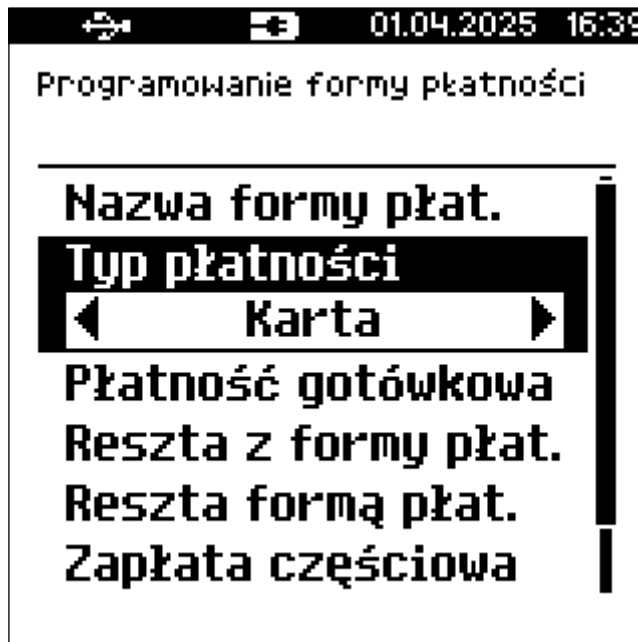 01.04.2025 16:39
Programowanie formy płatności
Nazwa formy płat.
Typ płatności
Karta
Płatność gotówkowa
Reszta z formy płat.
Reszta formą płat.
Zapłata częściowa